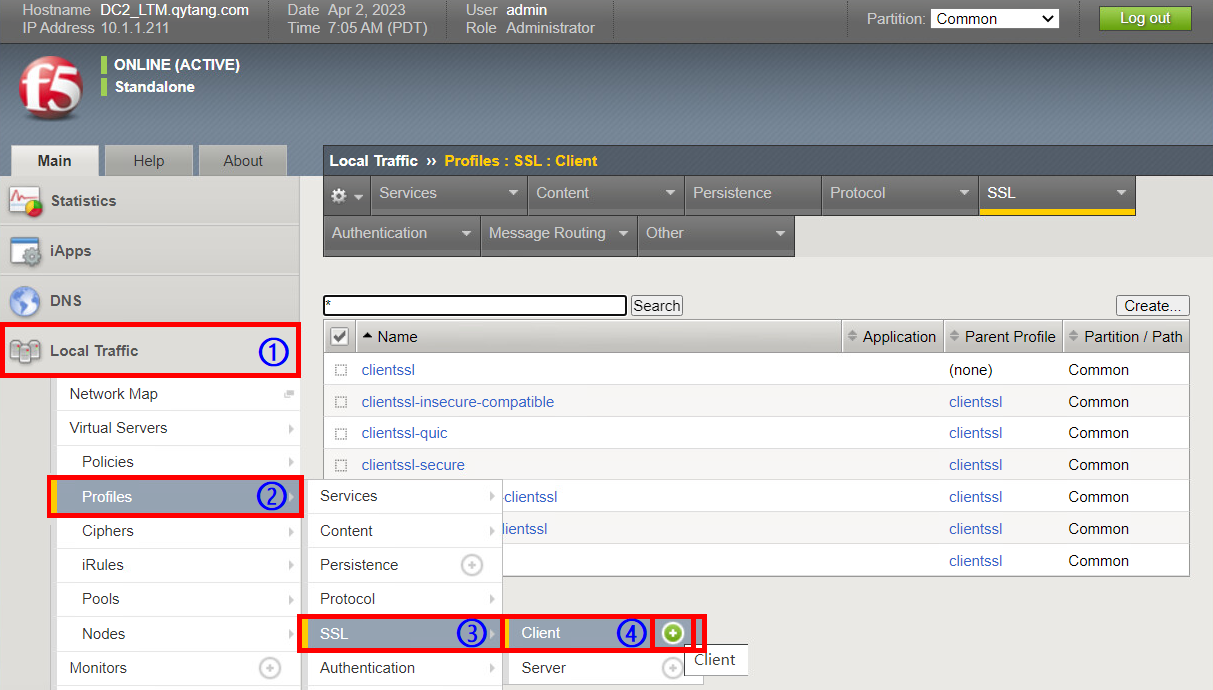 Hostname DC2_LTM.qytang.com Date Apr 2, 2023 User admin
IP Address 10.1.1.211 Time 7:05 AM (PDT) Role Administrator
Partition: Common Log out
f5
ONLINE (ACTIVE)
Standalone
Main Help About
Local Traffic ›› Profiles : SSL : Client
Services Content Persistence Protocol SSL
Authentication Message Routing Other
Statistics
iApps
DNS
Local Traffic ①
Network Map
Virtual Servers
Policies
Profiles ②
Ciphers
iRules
Pools
Nodes
Monitors
* Search Create...
Name Application Parent Profile Partition / Path
clientssl (none) Common
clientssl-insecure-compatible clientssl Common
clientssl-quic clientssl Common
clientssl-secure clientssl Common
-clientssl clientssl Common
lientssl clientssl Common
clientssl Common
Services
Content
Persistence
Protocol
SSL ③
Authentication
Client ④
Server
Client